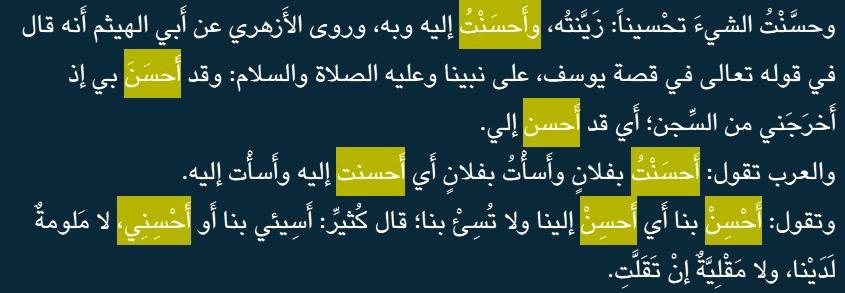 وحسَّنْتُ الشيءَ تحْسيناً: زَيَّنتُه، وأَحسَنْتُ إليه وبه، وروى الأَزهري عن أَبي الهيثم أَنه قال
في قوله تعالى في قصة يوسف، على نبينا وعليه الصلاة والسلام: وقد أَحسَنَ بي إذ
أَخرَجَني من السِّجن؛ أَي قد أَحسن إلي.
والعرب تقول: أَحسَنْتُ بفلانٍ وأَسأْتُ بفلانٍ أَي أَحسنت إليه وأَسأْت إليه.
وتقول: أَحْسِنْ بنا أَي أَحسِنْ إلينا ولا تُسِئْ بنا؛ قال كُثيِّر: أَسِيئي بنا أَو أَحْسِنِي، لا مَلومةٌ
لَدَيْنا، ولا مَقْلِيَّةٌ إنْ تَقَلَّتِ.